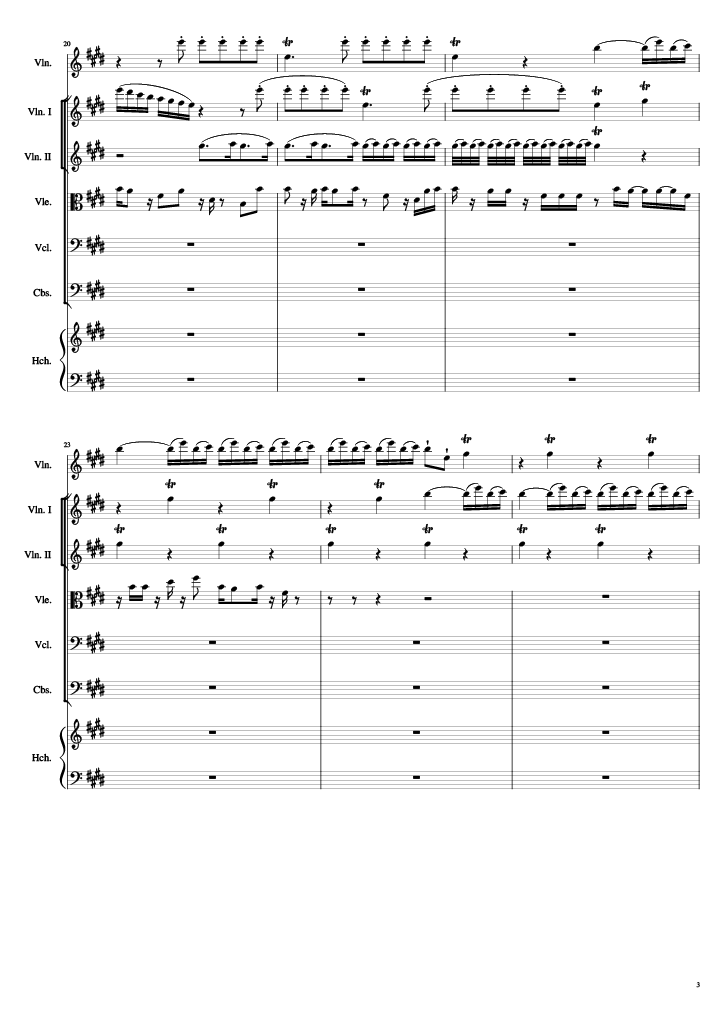 20
Vln.
Vln. I
Vln. II
Vle.
Vcl.
Cbs.
Hch.
23
Vln.
Vln. I
Vln. II
Vle.
Vcl.
Cbs.
Hch.
3